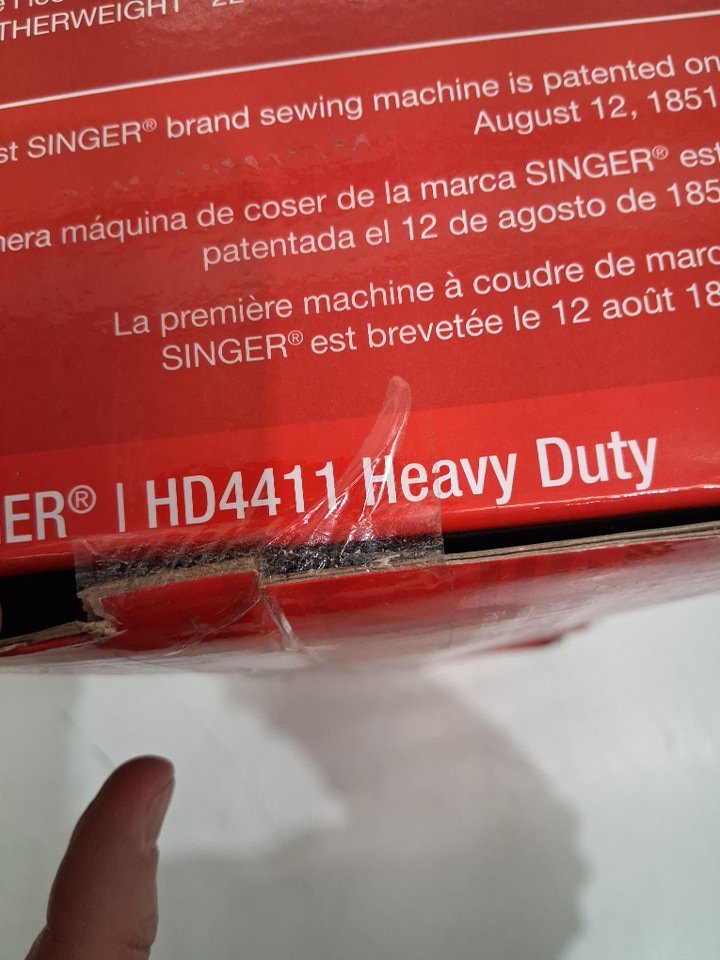 THERWEIGHT
st SINGER® brand sewing machine is patented on
August 12, 1851
nera máquina de coser de la marca SINGER® est
patentada el 12 de agosto de 185
La première machine à coudre de marc
SINGER® est brevetée le 12 août 18
GER® | HD4411 Heavy Duty